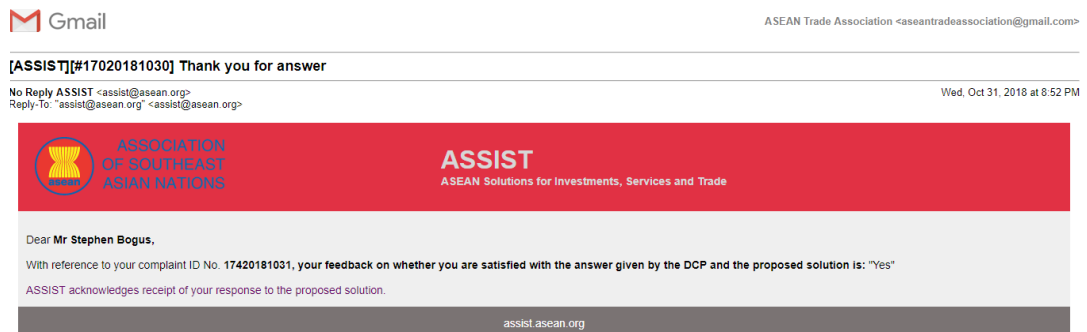 Gmail
ASEAN Trade Association <aseantradeassociation@gmail.com>
[ASSIST][#17020181030] Thank you for answer
No Reply ASSIST <assist@asean.org>
Wed, Oct 31, 2018 at 8:52 PM
Reply-To: "assist@asean.org" <assist@asean.org>
ASSOCIATION
OF SOUTHEAST
ASIAN NATIONS
asean
ASSIST
ASEAN Solutions for Investments, Services and Trade
Dear Mr Stephen Bogus,
With reference to your complaint ID No. 17420181031, your feedback on whether you are satisfied with the answer given by the DCP and the proposed solution is: "Yes"
ASSIST acknowledges receipt of your response to the proposed solution.
assist.asean.org